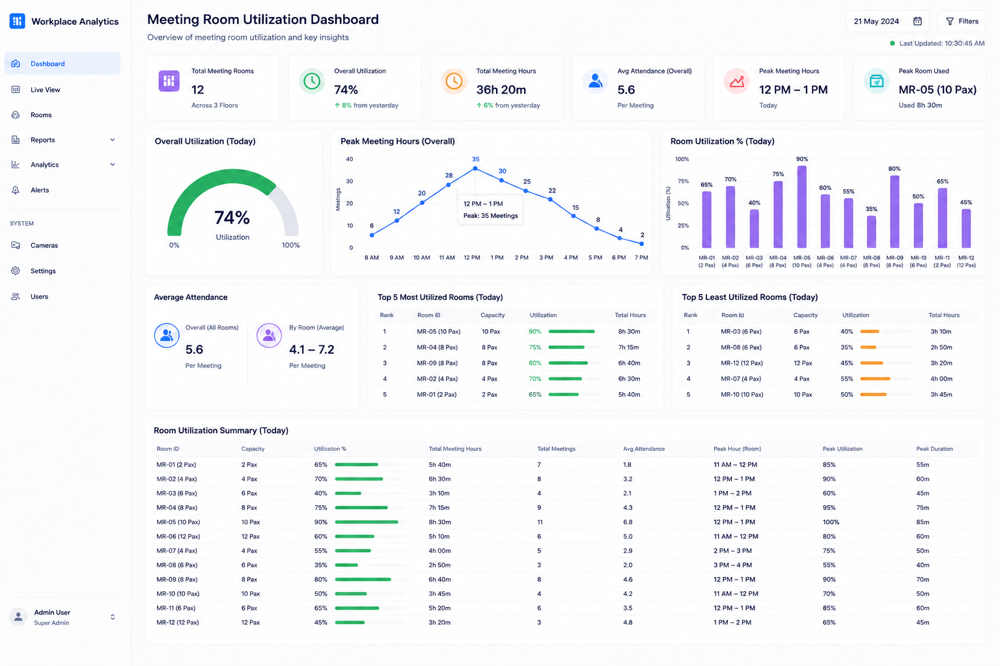 Workplace Analytics
Dashboard
Live View
Rooms
Reports
Analytics
Alerts
SYSTEM
Cameras
Settings
Users
Admin User
Super Admin
Meeting Room Utilization Dashboard
Overview of meeting room utilization and key insights
21 May 2024
Filters
Last Updated: 10:30:45 AM
Total Meeting Rooms
12
Across 3 Floors
Overall Utilization
74%
↑ 8% from yesterday
Total Meeting Hours
36h 20m
↑ 6% from yesterday
Avg Attendance (Overall)
5.6
Per Meeting
Peak Meeting Hours
12 PM – 1 PM
Today
Peak Room Used
MR-05 (10 Pax)
Used 8h 30m
Overall Utilization (Today)
74%
Utilization
0% 100%
Peak Meeting Hours (Overall)
Meetings
40
30
20
10
0
6 12 20 28 35 30 25 22 15 8 4 2
12 PM – 1 PM
Peak: 35 Meetings
8 AM 9 AM 10 AM 11 AM 12 PM 1 PM 2 PM 3 PM 4 PM 5 PM 6 PM 7 PM
Room Utilization % (Today)
Utilization (%)
100%
75%
50%
25%
0%
65% 70% 40% 75% 90% 60% 55% 35% 80% 50% 65% 45%
MR-01 MR-02 MR-03 MR-04 MR-05 MR-06 MR-07 MR-08 MR-09 MR-10 MR-11 MR-12
(2 Pax) (4 Pax) (6 Pax) (8 Pax) (10 Pax) (4 Pax) (4 Pax) (6 Pax) (6 Pax) (6 Pax) (2 Pax) (12 Pax)
Average Attendance
Overall (All Rooms)
5.6
Per Meeting
By Room (Average)
4.1 – 7.2
Per Meeting
Top 5 Most Utilized Rooms (Today)
Rank Room ID Capacity Utilization Total Hours
1 MR-05 (10 Pax) 10 Pax 90% 8h 30m
2 MR-04 (8 Pax) 8 Pax 75% 7h 15m
3 MR-09 (8 Pax) 8 Pax 80% 6h 40m
4 MR-02 (4 Pax) 4 Pax 70% 6h 30m
5 MR-01 (2 Pax) 2 Pax 65% 5h 40m
Top 5 Least Utilized Rooms (Today)
Rank Room Id Capacity Utilization Total Hours
1 MR-03 (6 Pax) 6 Pax 40% 3h 10m
2 MR-08 (6 Pax) 6 Pax 35% 2h 50m
3 MR-12 (12 Pax) 12 Pax 45% 3h 20m
4 MR-07 (4 Pax) 4 Pax 55% 4h 00m
5 MR-10 (10 Pax) 10 Pax 50% 3h 45m
Room Utilization Summary (Today)
Room ID Capacity Utilization % Total Meeting Hours Total Meetings Avg Attendance Peak Hour (Room) Peak Utilization Peak Duration
MR-01 (2 Pax) 2 Pax 65% 5h 40m 7 1.8 11 AM – 12 PM 85% 55m
MR-02 (4 Pax) 4 Pax 70% 6h 30m 8 3.2 12 PM – 1 PM 90% 60m
MR-03 (6 Pax) 6 Pax 40% 3h 10m 4 2.1 1 PM – 2 PM 60% 45m
MR-04 (8 Pax) 8 Pax 75% 7h 15m 9 4.3 12 PM – 1 PM 95% 75m
MR-05 (10 Pax) 10 Pax 90% 8h 30m 11 6.8 12 PM – 1 PM 100% 85m
MR-06 (12 Pax) 12 Pax 60% 5h 10m 6 5.0 11 AM – 12 PM 80% 60m
MR-07 (4 Pax) 4 Pax 55% 4h 00m 5 2.9 2 PM – 3 PM 75% 50m
MR-08 (6 Pax) 6 Pax 35% 2h 50m 3 2.0 3 PM – 4 PM 55% 40m
MR-09 (8 Pax) 8 Pax 80% 6h 40m 8 4.6 12 PM – 1 PM 90% 70m
MR-10 (10 Pax) 10 Pax 50% 3h 45m 4 4.2 11 AM – 12 PM 70% 50m
MR-11 (6 Pax) 6 Pax 65% 5h 20m 6 3.5 12 PM – 1 PM 85% 60m
MR-12 (12 Pax) 12 Pax 45% 3h 20m 3 4.8 1 PM – 2 PM 65% 45m